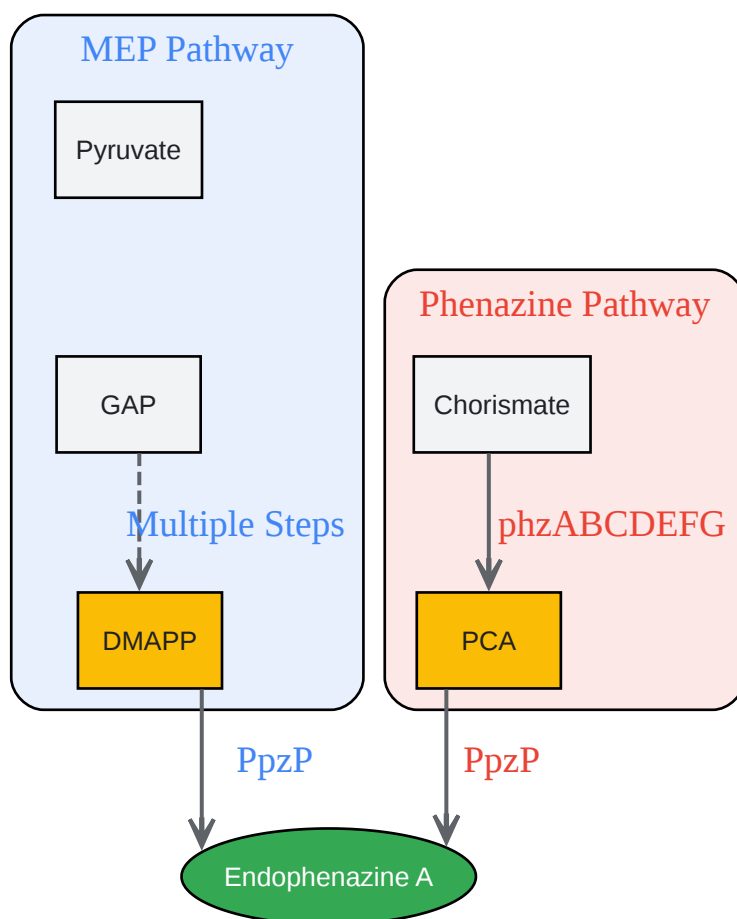 MEP Pathway
Pyruvate
GAP
Multiple Steps
DMAPP
PpzP
Phenazine Pathway
Chorismate
phzABCDEFG
PCA
PpzP
Endophenazine A